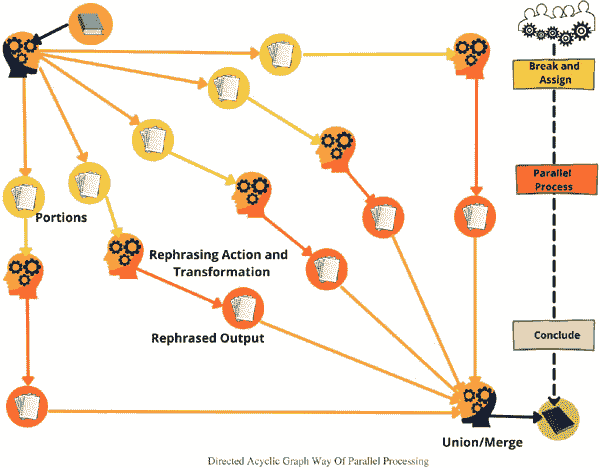 Break and
Assign
Parallel
Process
Portions
Rephrasing Action and
Transformation
Rephrased Output
Conclude
Union/Merge
Directed Acyclic Graph Way Of Parallel Processing